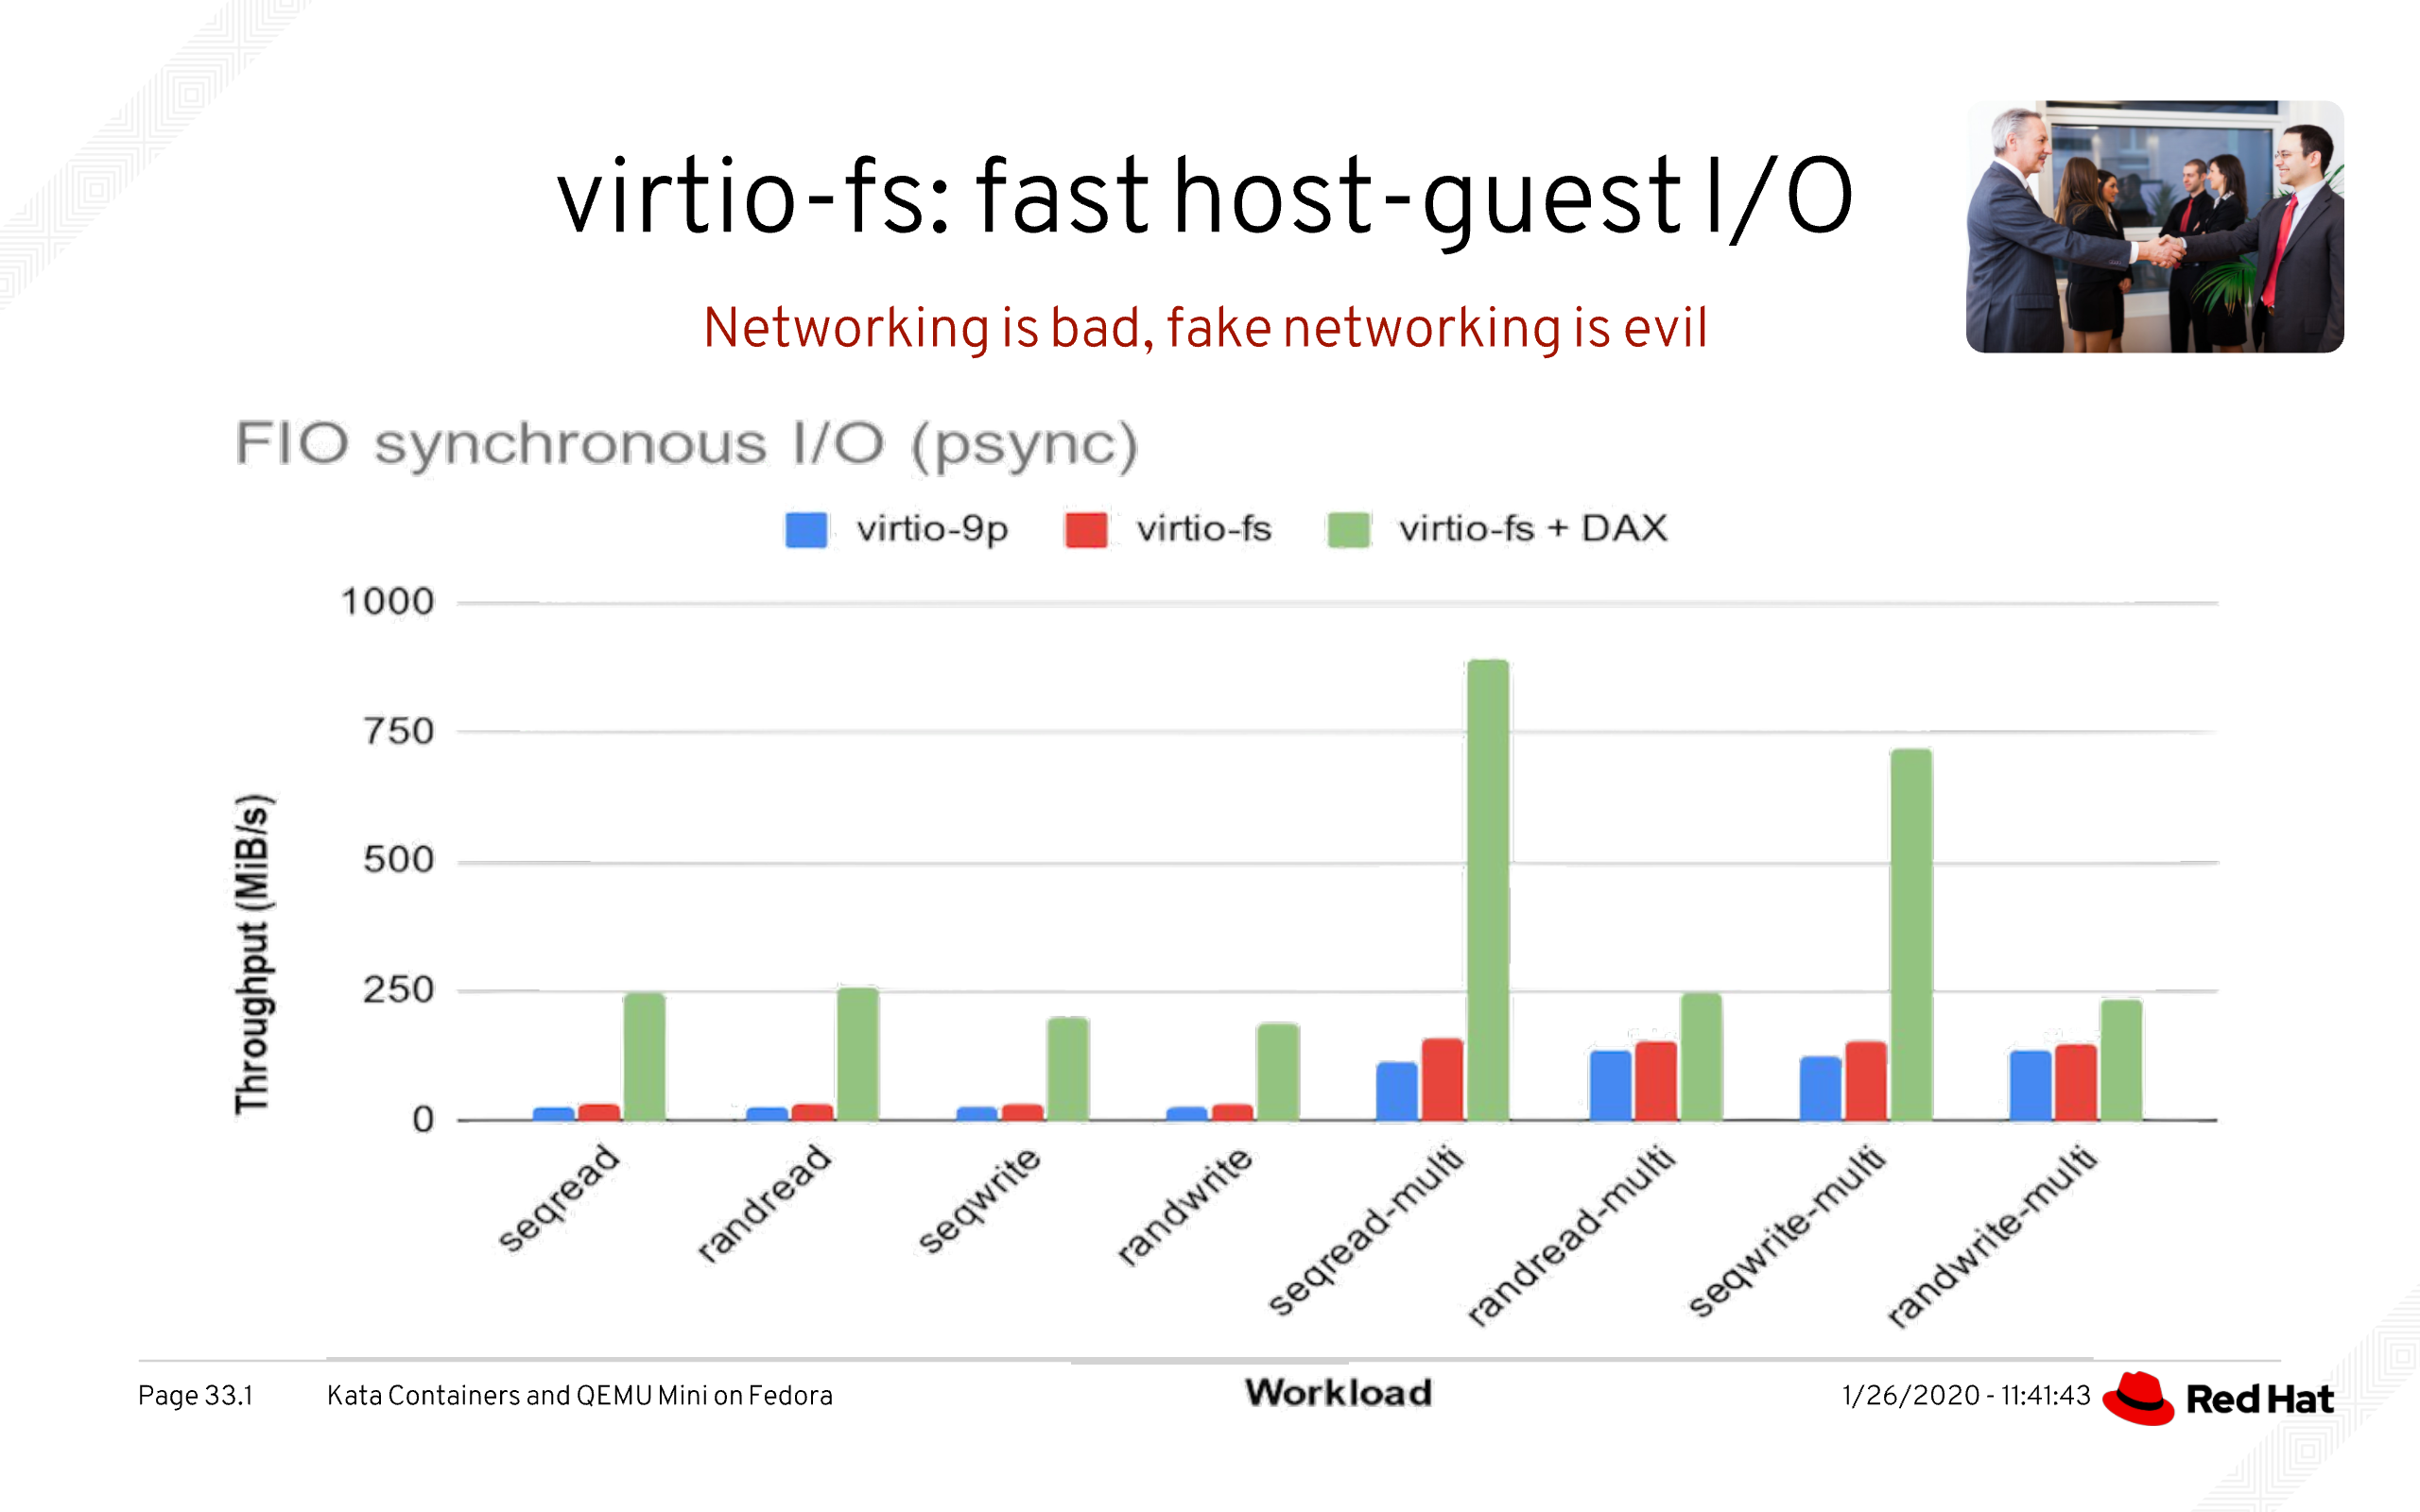 virtio-fs: fast host-guest I/O
Networking is bad, fake networking is evil
FIO synchronous I/O (psync)
virtio-9p virtio-fs virtio-fs + DAX
1000
750
500
250
0
Throughput (MiB/s)
seqread randread seqwrite randwrite seqread-multi randread-multi seqwrite-multi randwrite-multi
Workload
Page 33.1 Kata Containers and QEMU Mini on Fedora 1/26/2020 - 11:41:43 Red Hat